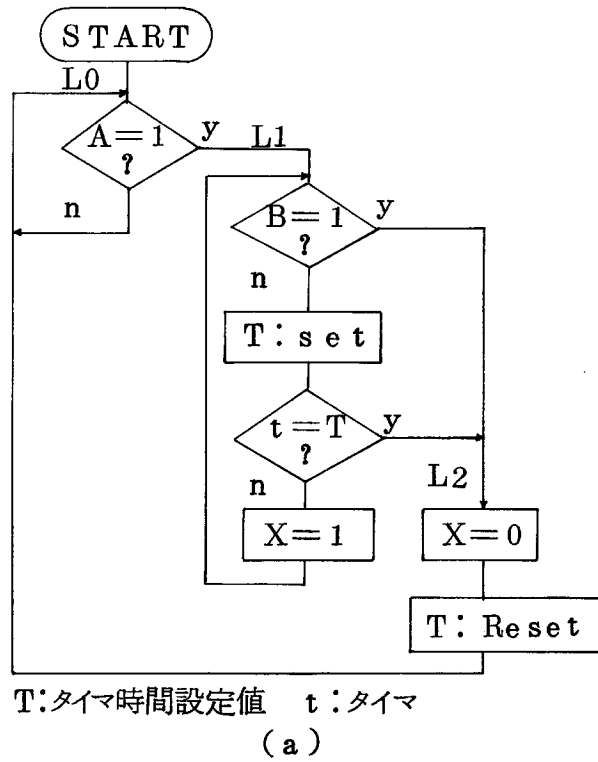 START
L0
A=1
?
y
L1
n
B=1
?
y
n
T:set
t=T
?
y
L2
n
X=1
X=0
T:Reset
T:タイマ時間設定値 t:タイマ
(a)